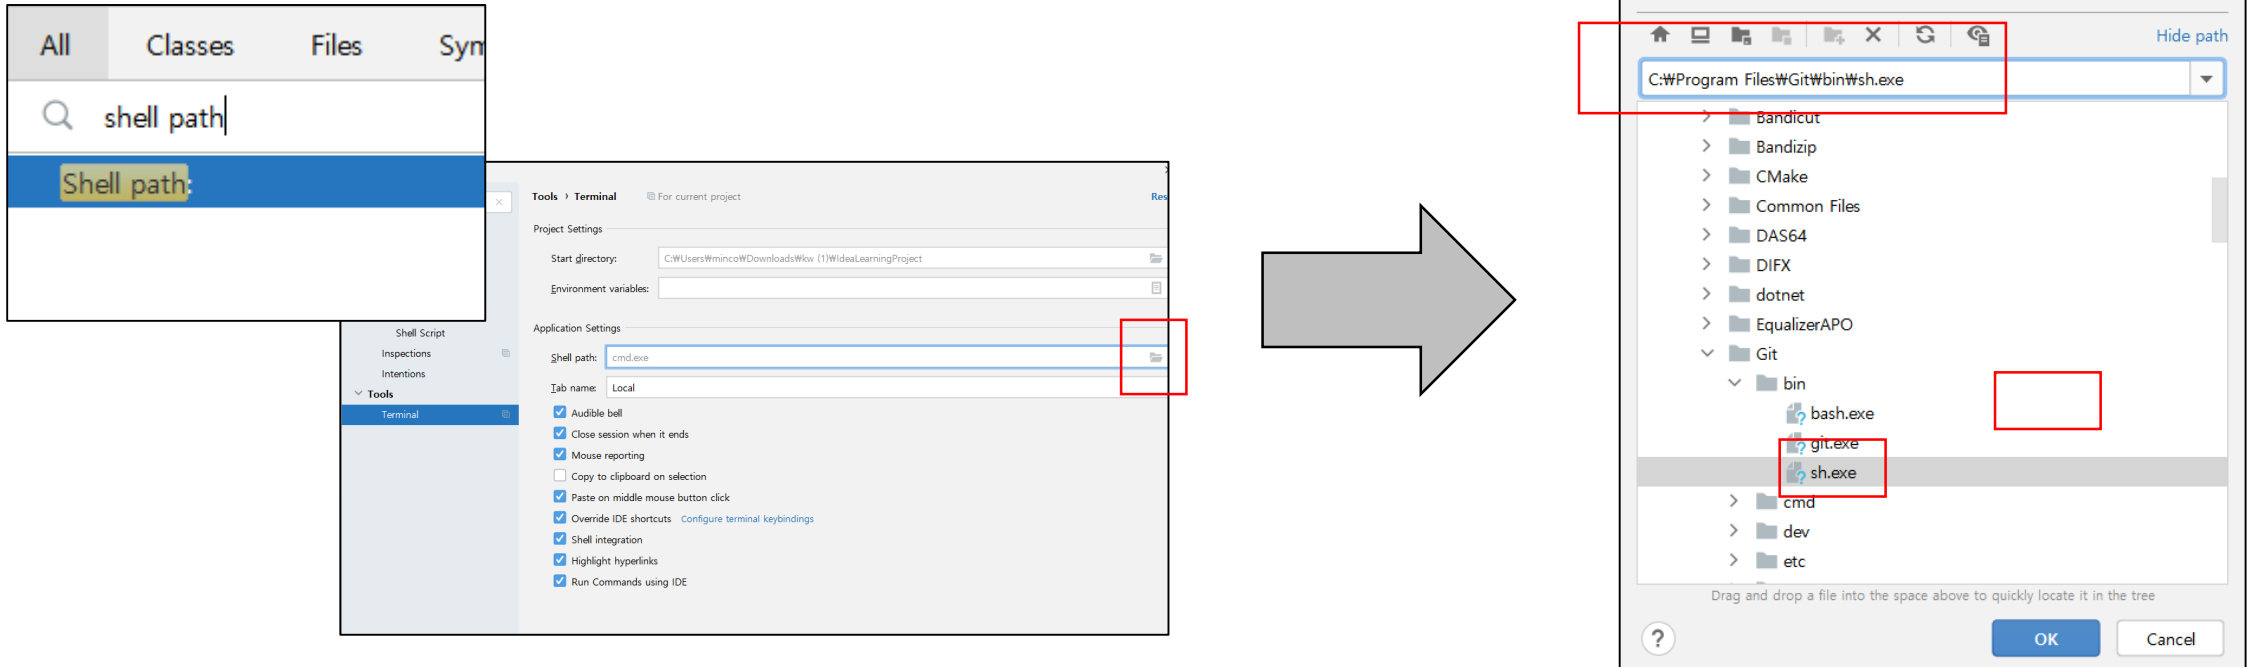 All Classes Files Sym
shell path
Shell path:
Tools › Terminal For current project Res
Project Settings
Start directory: C:₩Users₩minco₩Downloads₩kw (1)₩IdeaLearningProject
Environment variables:
Application Settings
Shell path: cmd.exe
Tab name: Local
Audible bell
Close session when it ends
Mouse reporting
Copy to clipboard on selection
Paste on middle mouse button click
Override IDE shortcuts Configure terminal keybindings
Shell integration
Highlight hyperlinks
Run Commands using IDE
Shell Script
Inspections
Intentions
Tools
Terminal
Hide path
C:₩Program Files₩Git₩bin₩sh.exe
Bandicut
Bandizip
CMake
Common Files
DAS64
DIFX
dotnet
EqualizerAPO
Git
bin
bash.exe
git.exe
sh.exe
cmd
dev
etc
Drag and drop a file into the space above to quickly locate it in the tree
? OK Cancel